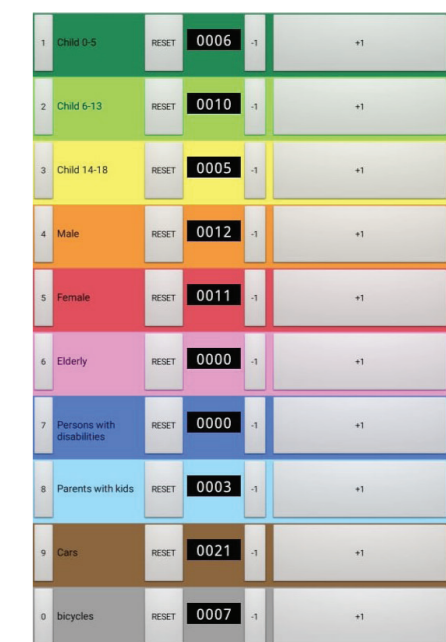 1 Child 0-5 RESET 0006 -1 +1
2 Child 6-13 RESET 0010 -1 +1
3 Child 14-18 RESET 0005 -1 +1
4 Male RESET 0012 -1 +1
5 Female RESET 0011 -1 +1
6 Elderly RESET 0000 -1 +1
7 Persons with disabilities RESET 0000 -1 +1
8 Parents with kids RESET 0003 -1 +1
9 Cars RESET 0021 -1 +1
0 bicycles RESET 0007 -1 +1